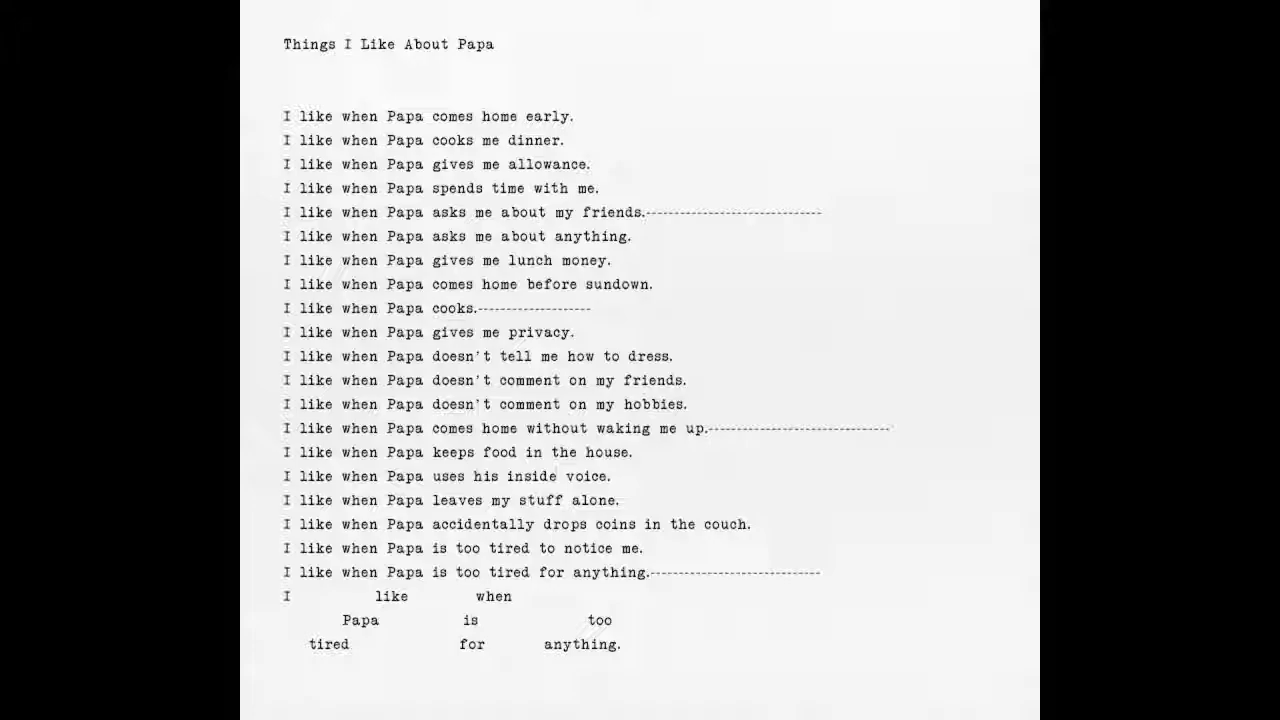 Things I Like About Papa
I like when Papa comes home early.
I like when Papa cooks me dinner.
I like when Papa gives me allowance.
I like when Papa spends time with me.
I like when Papa asks me about my friends.-------------------------------
I like when Papa asks me about anything.
I like when Papa gives me lunch money.
I like when Papa comes home before sundown.
I like when Papa cooks.--------------------
I like when Papa gives me privacy.
I like when Papa doesn't tell me how to dress.
I like when Papa doesn't comment on my friends.
I like when Papa doesn't comment on my hobbies.
I like when Papa comes home without waking me up.--------------------------------
I like when Papa keeps food in the house.
I like when Papa uses his inside voice.
I like when Papa leaves my stuff alone.
I like when Papa accidentally drops coins in the couch.
I like when Papa is too tired to notice me.
I like when Papa is too tired for anything.------------------------------
I like when
Papa is too
tired for anything.